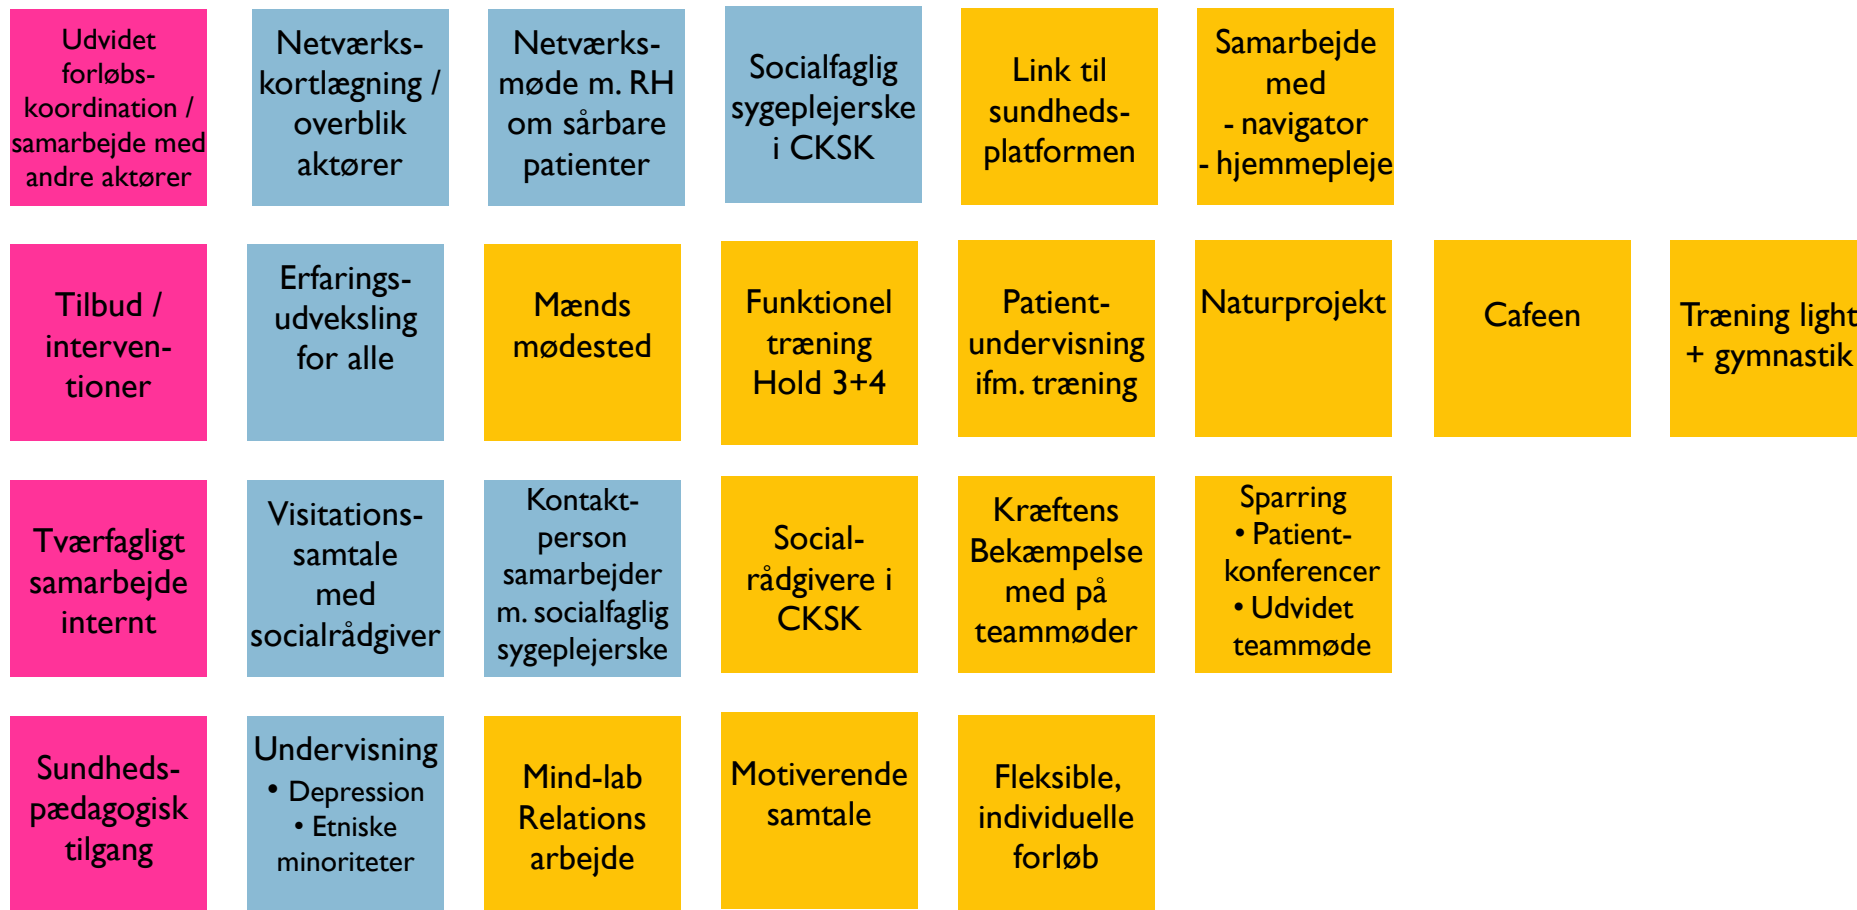 Udvidet
forløbs-
koordination /
samarbejde med
andre aktører
Netværks-
kortlægning /
overblik
aktører
Netværks-
møde m. RH
om sårbare
patienter
Socialfaglig
sygeplejerske
i CKSK
Link til
sundheds-
platformen
Samarbejde
med
- navigator
- hjemmepleje
Tilbud /
interven-
tioner
Erfarings-
udveksling
for alle
Mænds
mødested
Funktionel
træning
Hold 3+4
Patient-
undervisning
ifm. træning
Naturprojekt
Cafeen
Træning light
+ gymnastik
Tværfagligt
samarbejde
internt
Visitations-
samtale
med
socialrådgiver
Kontakt-
person
samarbejder
m. socialfaglig
sygeplejerske
Social-
rådgivere i
CKSK
Kræftens
Bekæmpelse
med på
teammøder
Sparring
• Patient-
konferencer
• Udvidet
teammøde
Sundheds-
pædagogisk
tilgang
Undervisning
• Depression
• Etniske
minoriteter
Mind-lab
Relations
arbejde
Motiverende
samtale
Fleksible,
individuelle
forløb